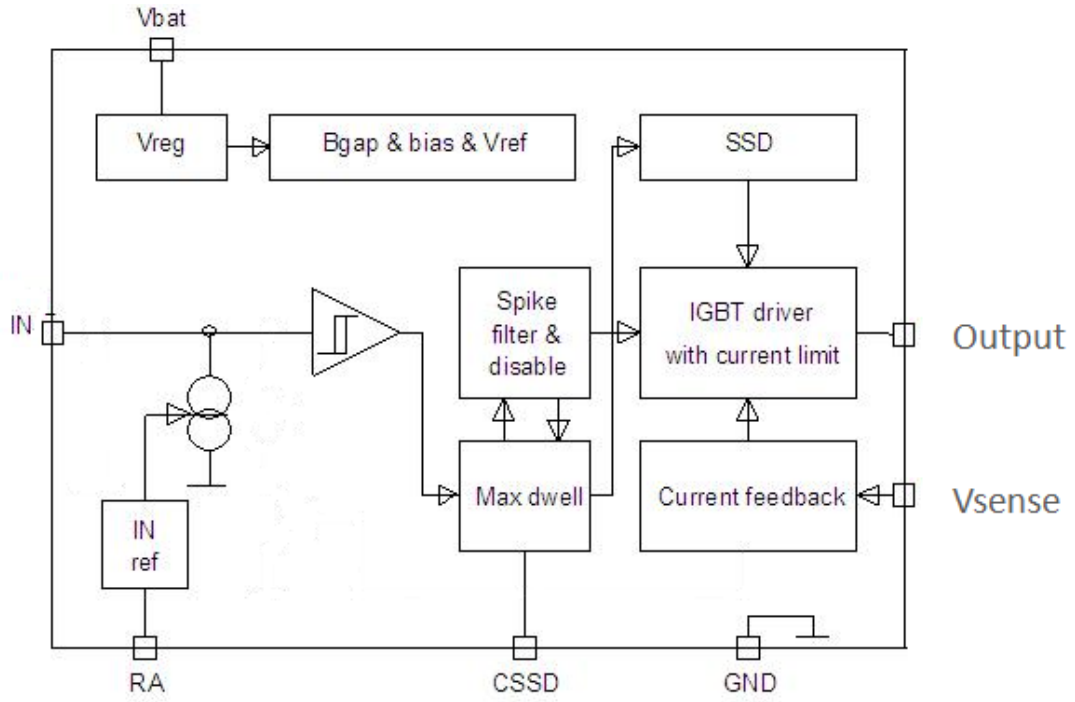 Vbat
Vreg
Bgap & bias & Vref
SSD
IN
Spike
filter &
disable
IGBT driver
with current limit
Output
IN
ref
Max dwell
Current feedback
Vsense
RA
CSSD
GND